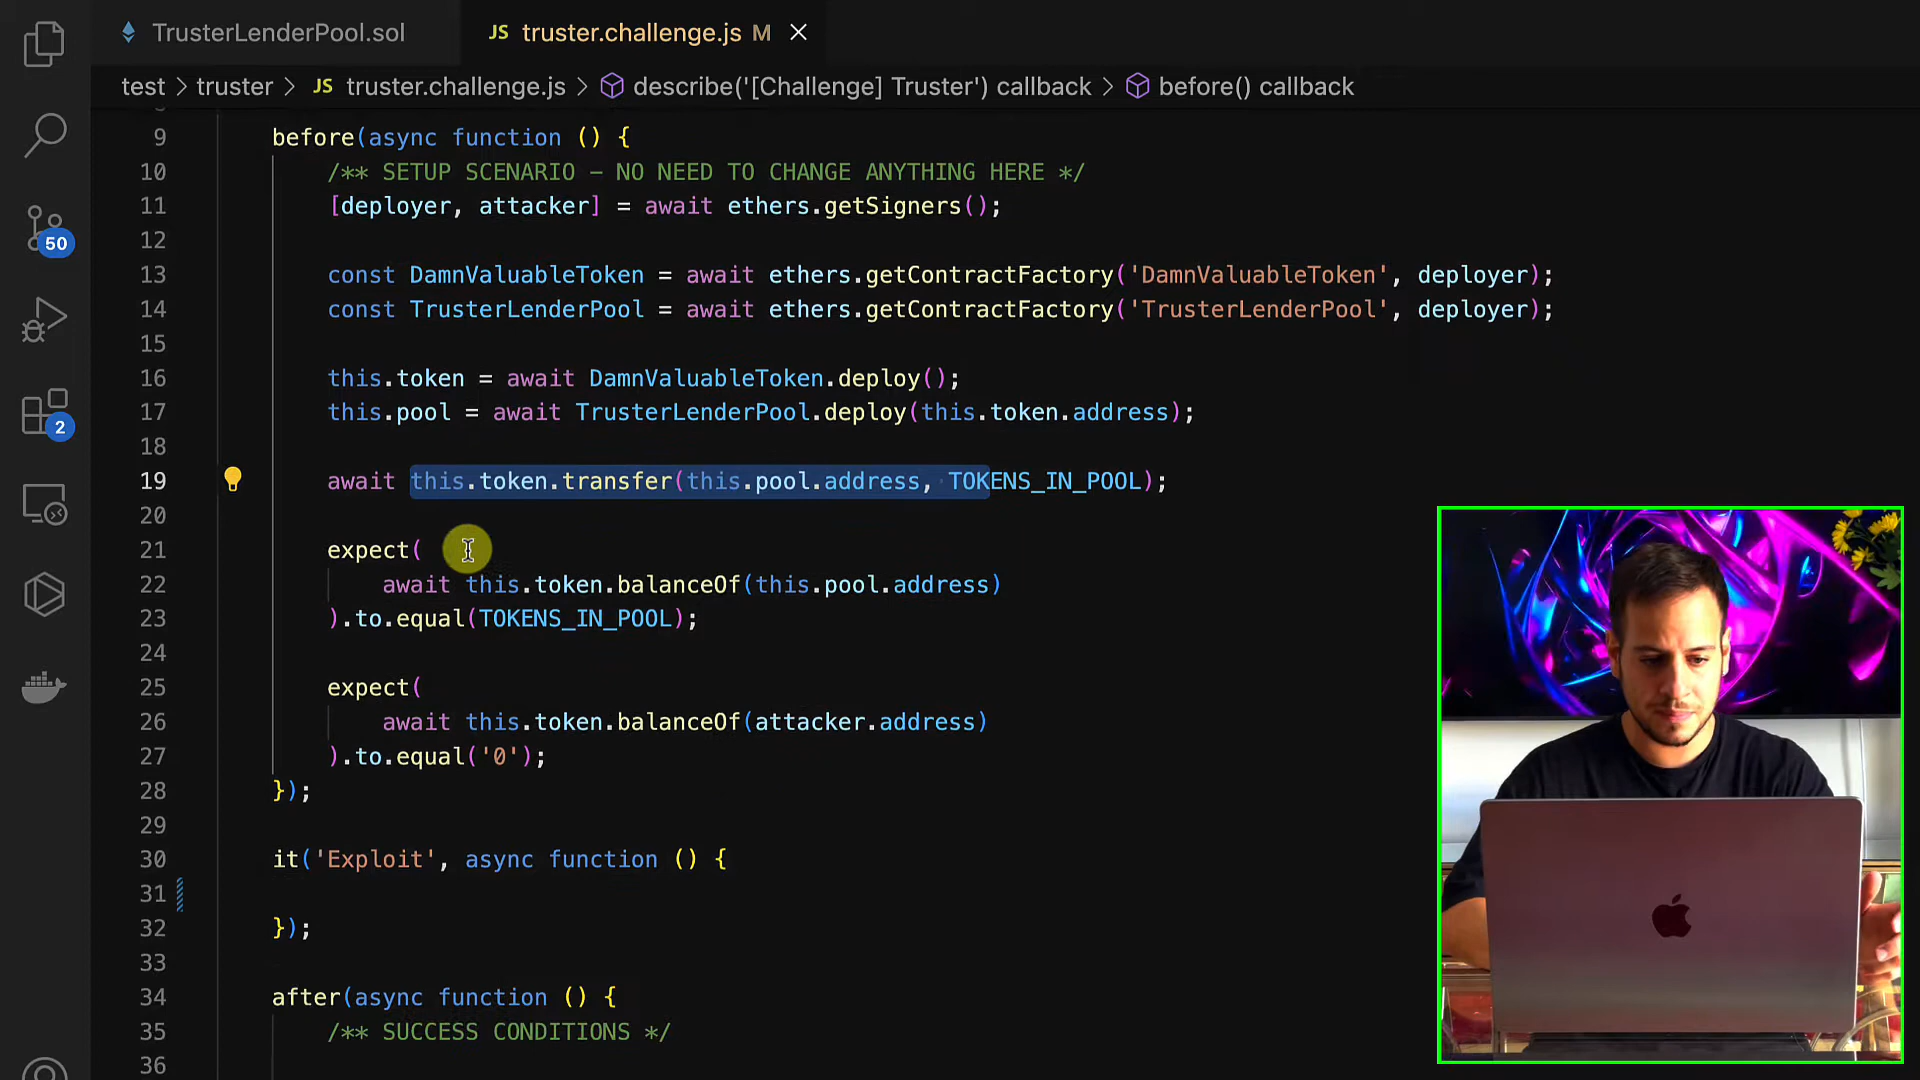 TrusterLenderPool.sol
JS truster.challenge.js M
test > truster > JS truster.challenge.js > describe('[Challenge] Truster') callback > before() callback
9 before(async function () {
10 /** SETUP SCENARIO - NO NEED TO CHANGE ANYTHING HERE */
11 [deployer, attacker] = await ethers.getSigners();
12
13 const DamnValuableToken = await ethers.getContractFactory('DamnValuableToken', deployer);
14 const TrusterLenderPool = await ethers.getContractFactory('TrusterLenderPool', deployer);
15
16 this.token = await DamnValuableToken.deploy();
17 this.pool = await TrusterLenderPool.deploy(this.token.address);
18
19 await this.token.transfer(this.pool.address, TOKENS_IN_POOL);
20
21 expect(
22 await this.token.balanceOf(this.pool.address)
23 ).to.equal(TOKENS_IN_POOL);
24
25 expect(
26 await this.token.balanceOf(attacker.address)
27 ).to.equal('0');
28 });
29
30 it('Exploit', async function () {
31
32 });
33
34 after(async function () {
35 /** SUCCESS CONDITIONS */
36
50
2